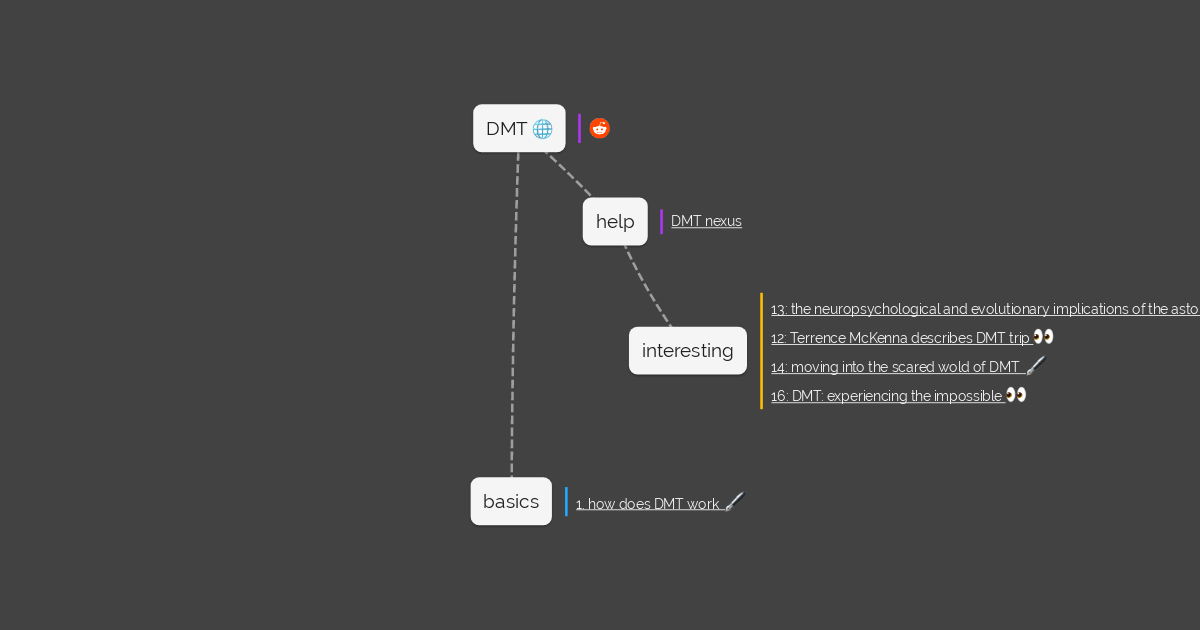 DMT 🌐
help
DMT nexus
interesting
13: the neuropsychological and evolutionary implications of the asto
12: Terrence McKenna describes DMT trip 👀
14: moving into the scared wold of DMT 🖌
16: DMT: experiencing the impossible 👀
basics
1. how does DMT work 🖌